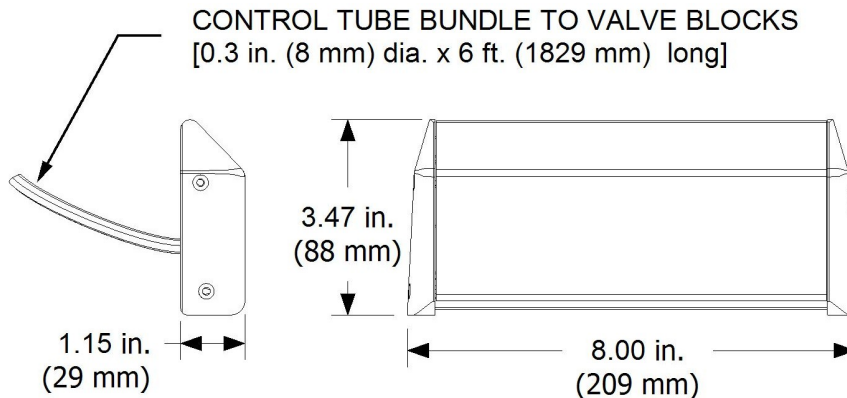 CONTROL TUBE BUNDLE TO VALVE BLOCKS
[0.3 in. (8 mm) dia. x 6 ft. (1829 mm) long]
3.47 in.
(88 mm)
1.15 in.
(29 mm)
8.00 in.
(209 mm)